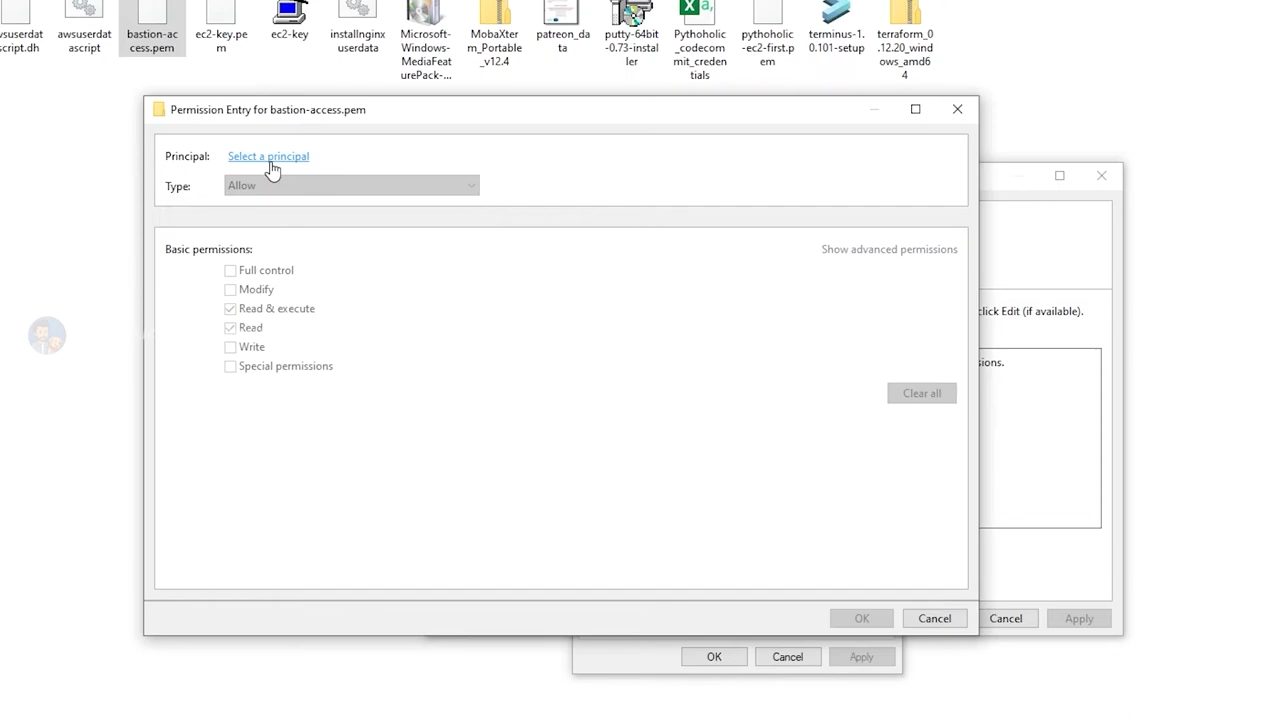 wsuserdat
script.dh
awsuserdat
ascript
bastion-ac
cess.pem
ec2-key.pe
m
ec2-key
installnginx
userdata
Microsoft-
Windows-
MediaFeat
urePack-...
MobaXter
m_Portable
_v12.4
patreon_da
ta
putty-64bit
-0.73-instal
ler
Pythoholic
_codecom
mit_creden
tials
pythoholic
-ec2-first.p
em
terminus-1.
0.101-setup
terraform_0
.12.20_wind
ows_amd6
4
Permission Entry for bastion-access.pem
Principal: Select a principal
Type: Allow
Basic permissions:
Show advanced permissions
Full control
Modify
Read & execute
Read
Write
Special permissions
Clear all
OK Cancel
click Edit (if available).
sions.
Cancel Apply
OK Cancel Apply